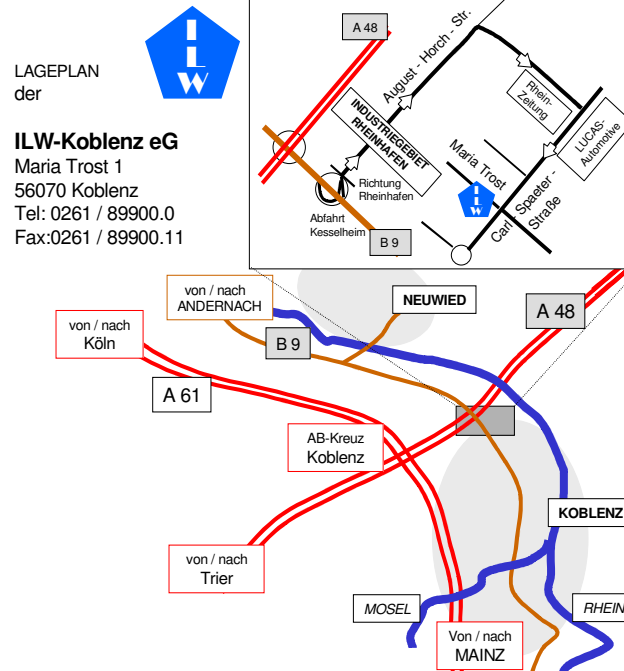 I
L
W
LAGEPLAN
der
ILW-Koblenz eG
Maria Trost 1
56070 Koblenz
Tel: 0261 / 89900.0
Fax:0261 / 89900.11
A 48
August - Horch - Str.
Rhein-
Zeitung
LUCAS-
Automotive
INDUSTRIEGEBIET
RHEINHAFEN
Maria Trost
Richtung
Rheinhafen
I
L
W
Carl - Spaeter -
Straße
Abfahrt
Kesselheim
B 9
von / nach
ANDERNACH
NEUWIED
A 48
von / nach
Köln
B 9
A 61
AB-Kreuz
Koblenz
KOBLENZ
von / nach
Trier
MOSEL
RHEIN
Von / nach
MAINZ